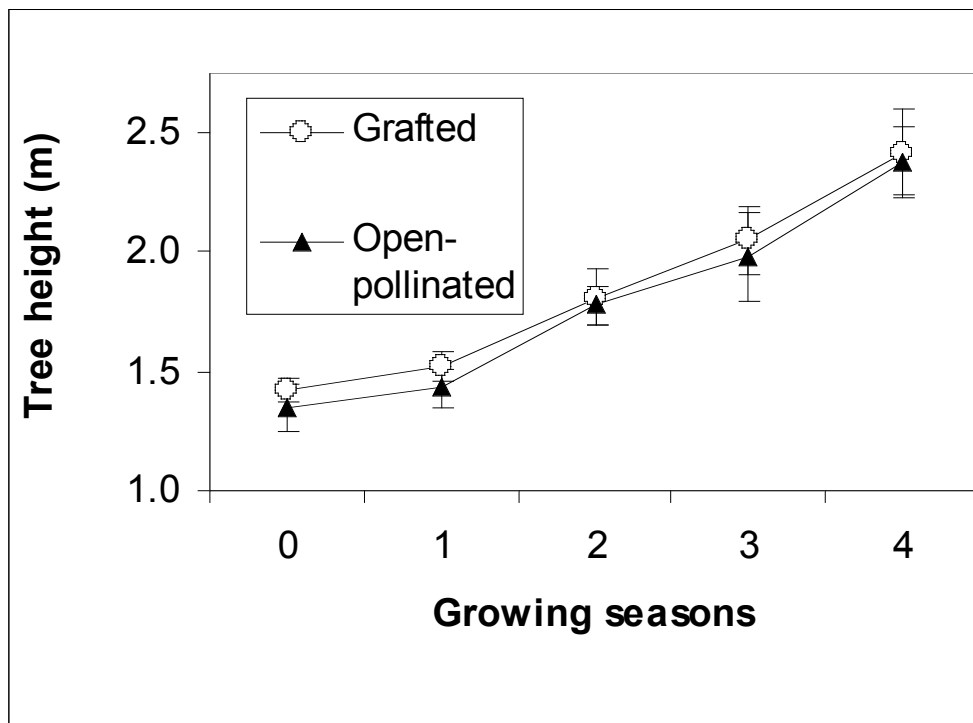 Tree height (m)
2.5
2.0
1.5
1.0
Grafted
Open-
pollinated
0 1 2 3 4
Growing seasons